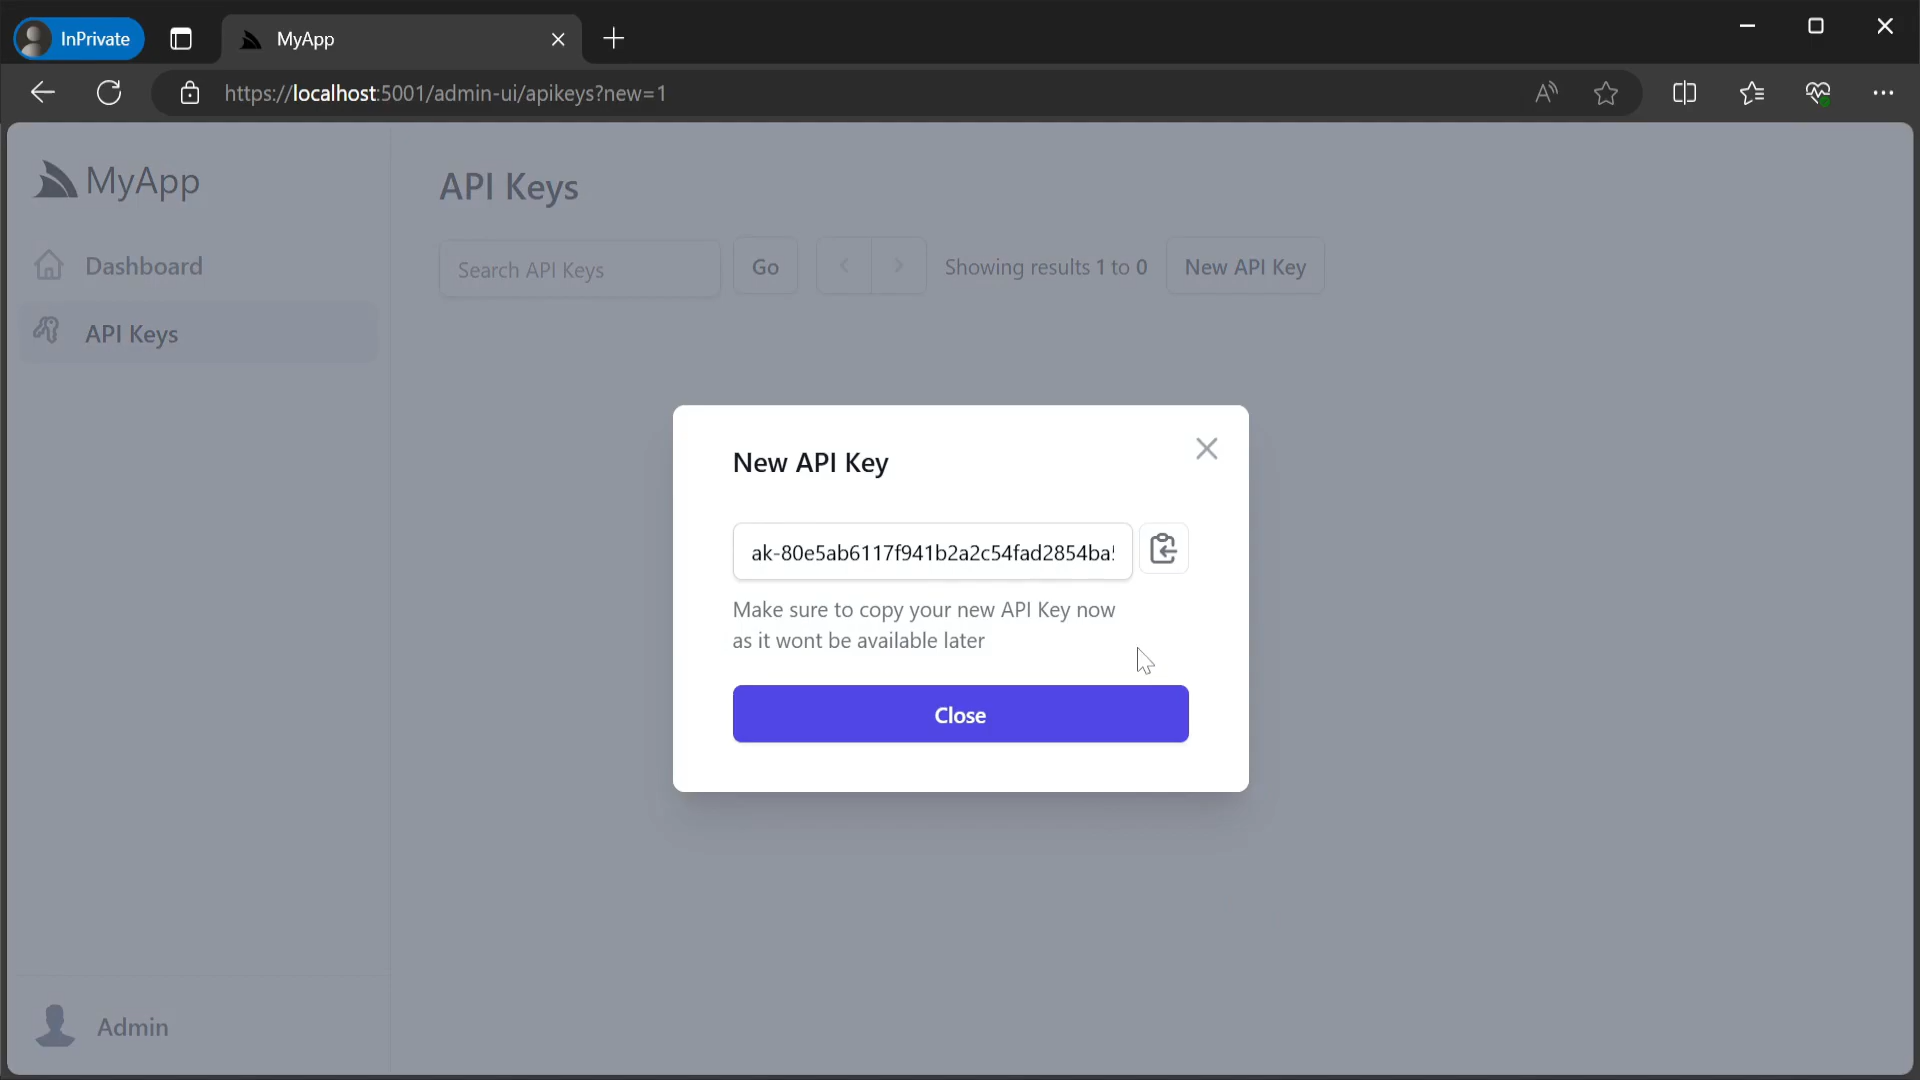 InPrivate
MyApp
https://localhost:5001/admin-ui/apikeys?new=1
MyApp
Dashboard
API Keys
Admin
API Keys
Search API Keys
Go
Showing results 1 to 0
New API Key
New API Key
ak-80e5ab6117f941b2a2c54fad2854ba
Make sure to copy your new API Key now
as it wont be available later
Close